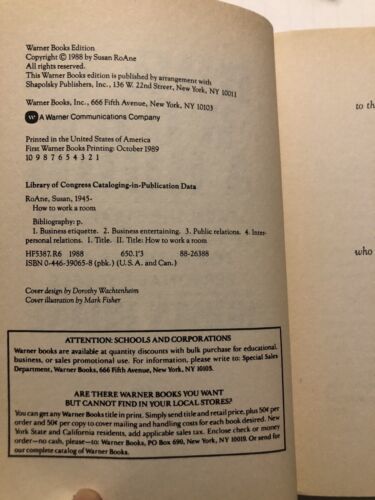 Warner Books Edition
Copyright © 1988 by Susan RoAne
All rights reserved.
This Warner Books edition is published by arrangement with
Shapolsky Publishers, Inc., 136 W. 22nd Street, New York, NY 10011
Warner Books, Inc., 666 Fifth Avenue, New York, NY 10103
A Warner Communications Company
Printed in the United States of America
First Warner Books Printing: October 1989
10 9 8 7 6 5 4 3 2 1
Library of Congress Cataloging-in-Publication Data
RoAne, Susan, 1945-
How to work a room
Bibliography: p.
1. Business etiquette. 2. Business entertaining. 3. Public relations. 4. Inter-
personal relations. I. Title. II. Title: How to work a room
HF5387.R6 1988 650.1'3 88-26388
ISBN 0-446-39065-8 (pbk.) (U.S.A. and Can.)
Cover design by Dorothy Wachtenheim
Cover illustration by Mark Fisher
ATTENTION: SCHOOLS AND CORPORATIONS
Warner books are available at quantity discounts with bulk purchase for educational,
business, or sales promotional use. For information, please write to: Special Sales
Department, Warner Books, 666 Fifth Avenue, New York, NY 10103.
ARE THERE WARNER BOOKS YOU WANT
BUT CANNOT FIND IN YOUR LOCAL STORES?
You can get any Warner Books title in print. Simply send title and retail price, plus 50¢ per
order and 50¢ per copy to cover mailing and handling costs for each book desired. New
York State and California residents, add applicable sales tax. Enclose check or money
order—no cash, please—to: Warner Books, PO Box 690, New York, NY 10019. Or send for
our complete catalog of Warner Books.
to th
who